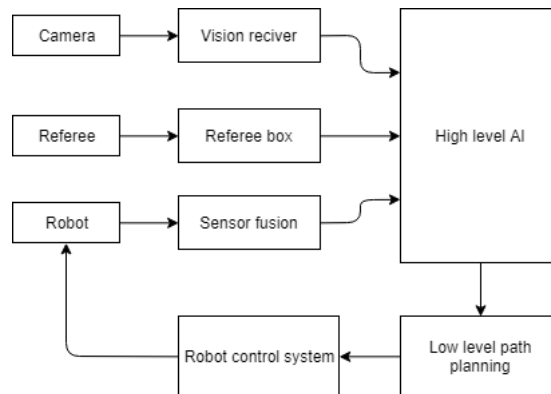 Camera
Vision reciver
Referee
Referee box
High level AI
Robot
Sensor fusion
Robot control system
Low level path
planning